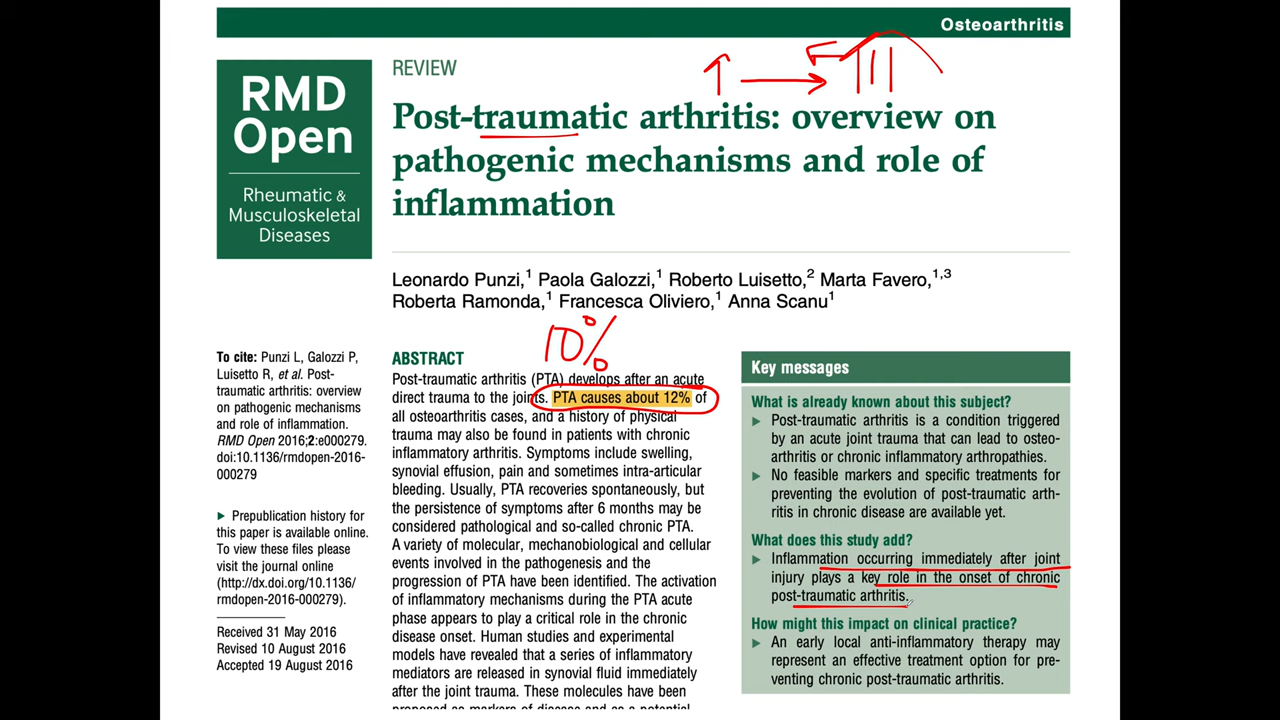 Osteoarthritis
RMD
Open
Rheumatic &
Musculoskeletal
Diseases
REVIEW
Post-traumatic arthritis: overview on
pathogenic mechanisms and role of
inflammation
Leonardo Punzi,1 Paola Galozzi,1 Roberto Luisetto,2 Marta Favero,1,3
Roberta Ramonda,1 Francesca Oliviero,1 Anna Scanu1
To cite: Punzi L, Galozzi P,
Luisetto R, et al. Post-
traumatic arthritis: overview
on pathogenic mechanisms
and role of inflammation.
RMD Open 2016;2:e000279.
doi:10.1136/rmdopen-2016-
000279
► Prepublication history for
this paper is available online.
To view these files please
visit the journal online
(http://dx.doi.org/10.1136/
rmdopen-2016-000279).
Received 31 May 2016
Revised 10 August 2016
Accepted 19 August 2016
10%
ABSTRACT
Post-traumatic arthritis (PTA) develops after an acute
direct trauma to the joints. PTA causes about 12% of
all osteoarthritis cases, and a history of physical
trauma may also be found in patients with chronic
inflammatory arthritis. Symptoms include swelling,
synovial effusion, pain and sometimes intra-articular
bleeding. Usually, PTA recoveries spontaneously, but
the persistence of symptoms after 6 months may be
considered pathological and so-called chronic PTA.
A variety of molecular, mechanobiological and cellular
events involved in the pathogenesis and the
progression of PTA have been identified. The activation
of inflammatory mechanisms during the PTA acute
phase appears to play a critical role in the chronic
disease onset. Human studies and experimental
models have revealed that a series of inflammatory
mediators are released in synovial fluid immediately
after the joint trauma. These molecules have been
proposed as markers of disease and as a potential
Key messages
What is already known about this subject?
► Post-traumatic arthritis is a condition triggered
by an acute joint trauma that can lead to osteo-
arthritis or chronic inflammatory arthropathies.
► No feasible markers and specific treatments for
preventing the evolution of post-traumatic arth-
ritis in chronic disease are available yet.
What does this study add?
► Inflammation occurring immediately after joint
injury plays a key role in the onset of chronic
post-traumatic arthritis.
How might this impact on clinical practice?
► An early local anti-inflammatory therapy may
represent an effective treatment option for pre-
venting chronic post-traumatic arthritis.